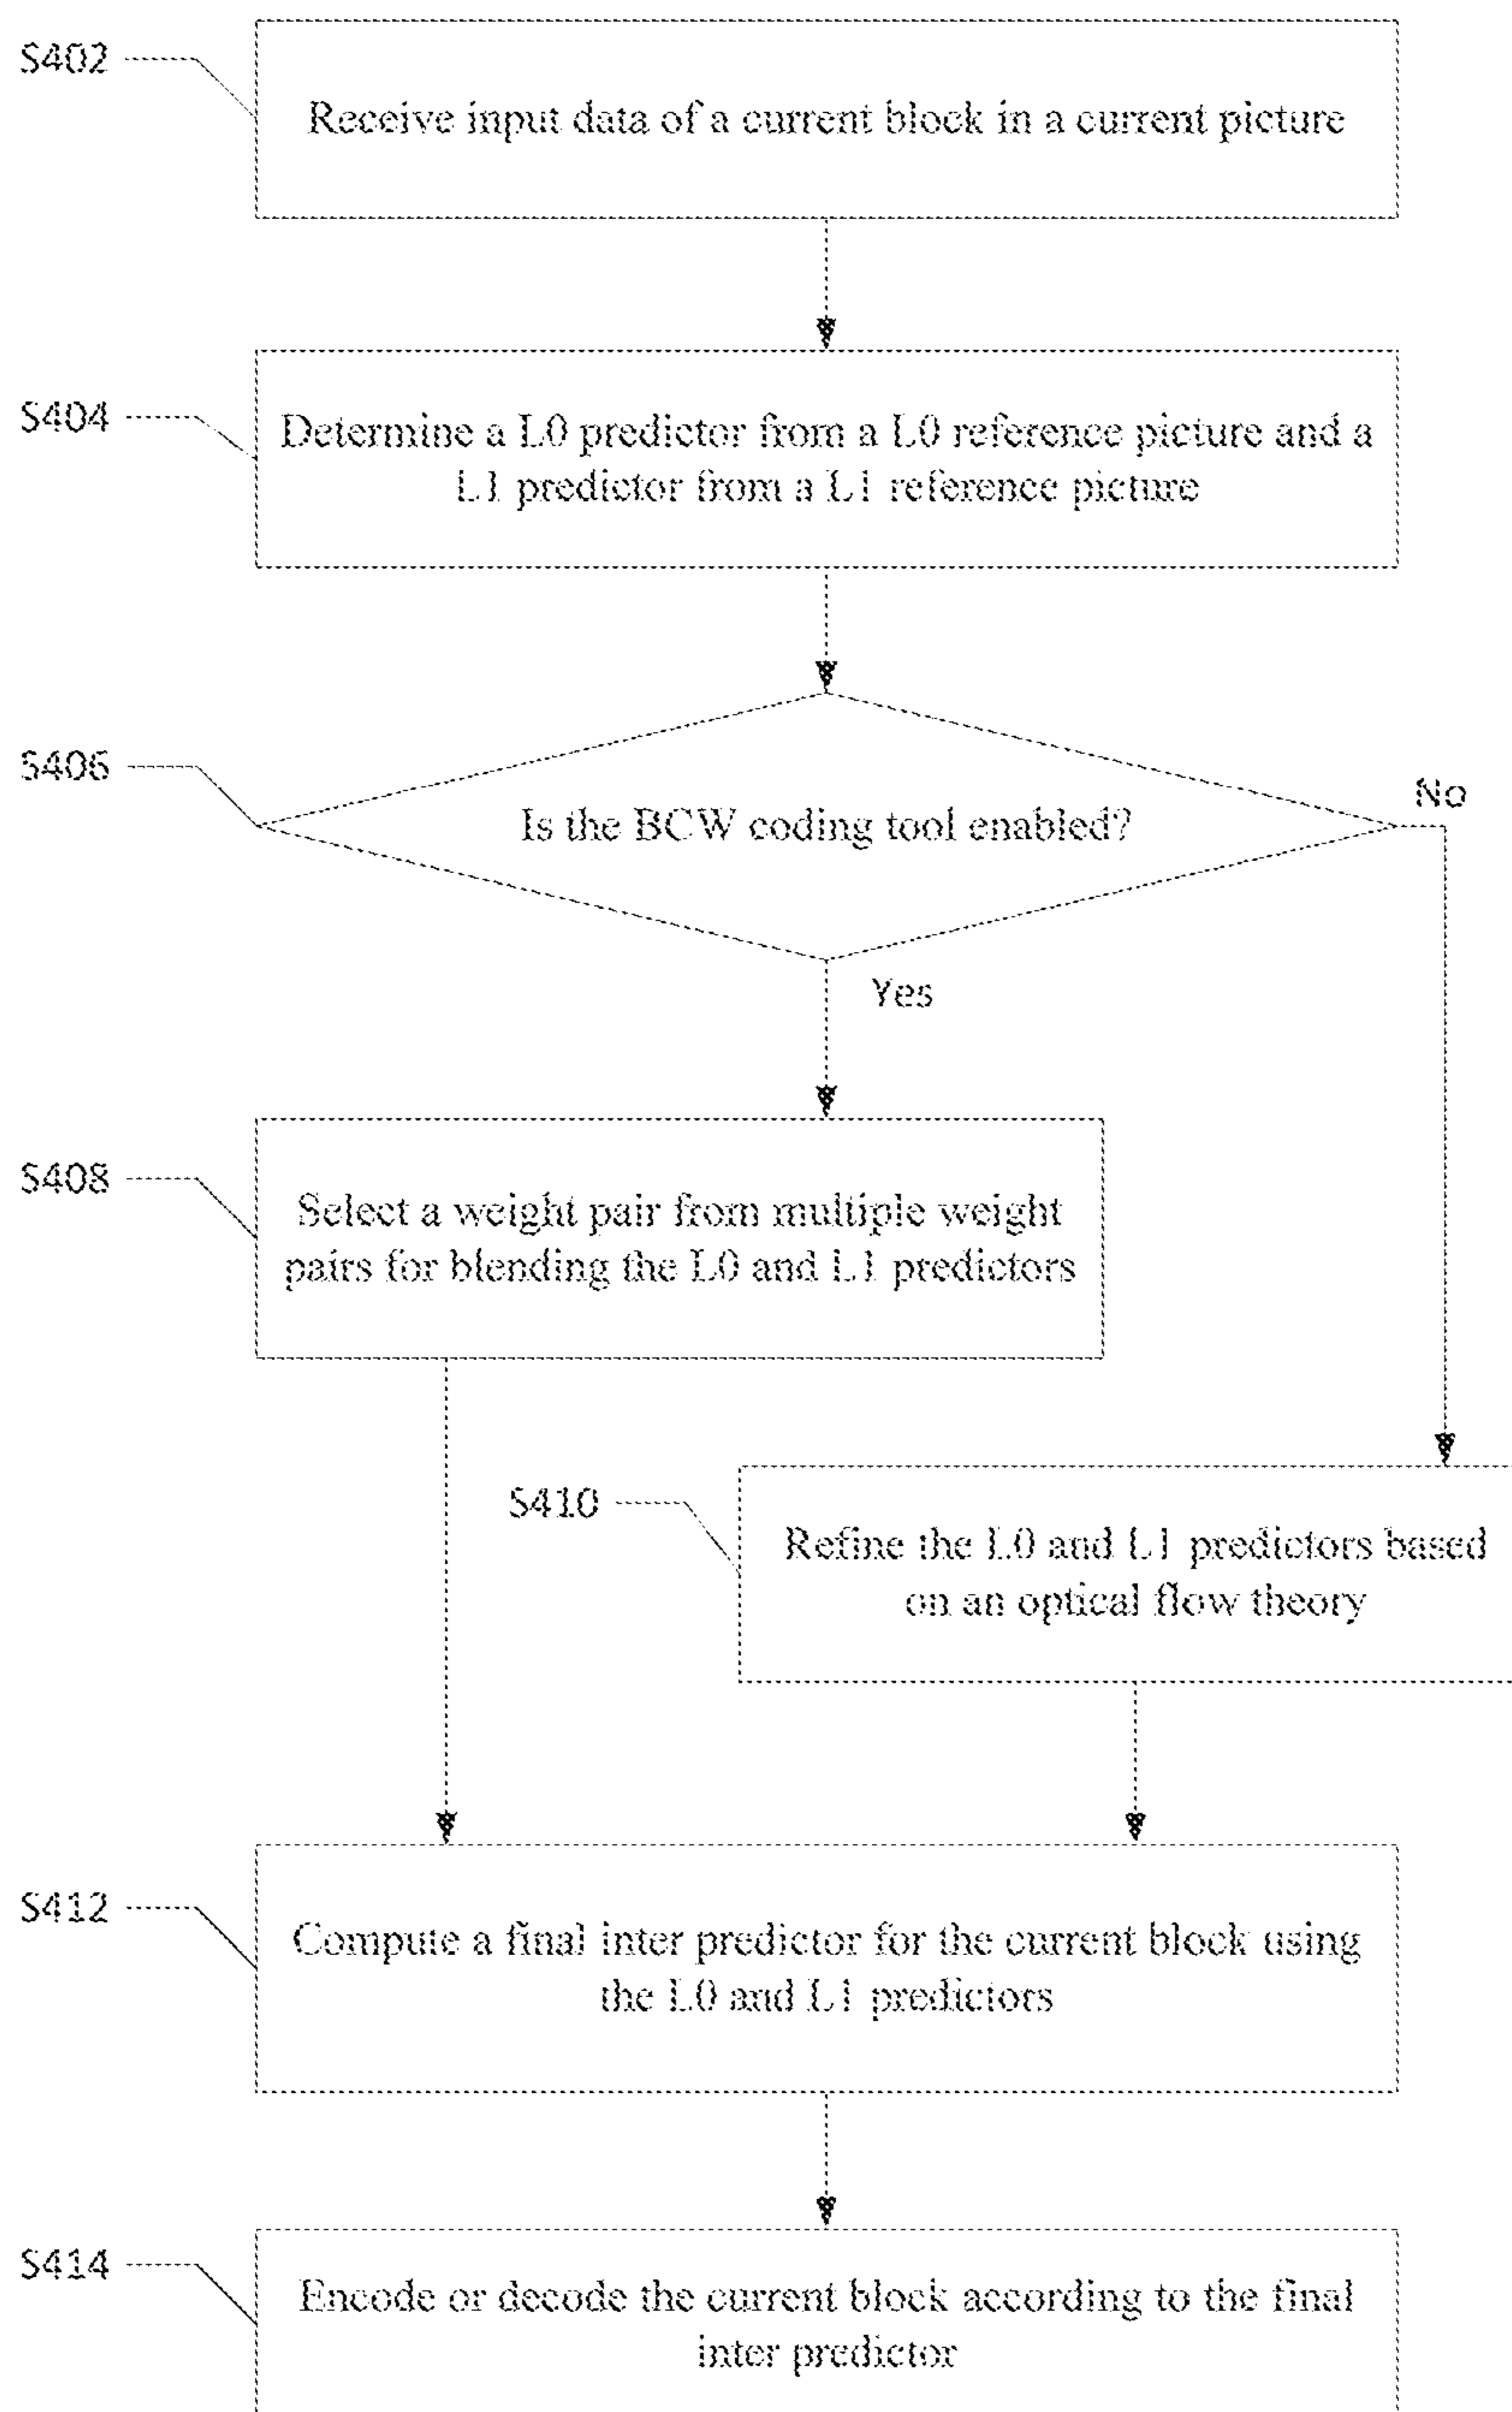 S402
Receive input data of a current block in a current picture
S404
Determine a L0 predictor from a L0 reference picture and a
L1 predictor from a L1 reference picture
S406
Is the BCW coding tool enabled?
No
Yes
S408
Select a weight pair from multiple weight
pairs for blending the L0 and L1 predictors
S410
Refine the L0 and L1 predictors based
on an optical flow theory
S412
Compute a final inter predictor for the current block using
the L0 and L1 predictors
S414
Encode or decode the current block according to the final
inter predictor